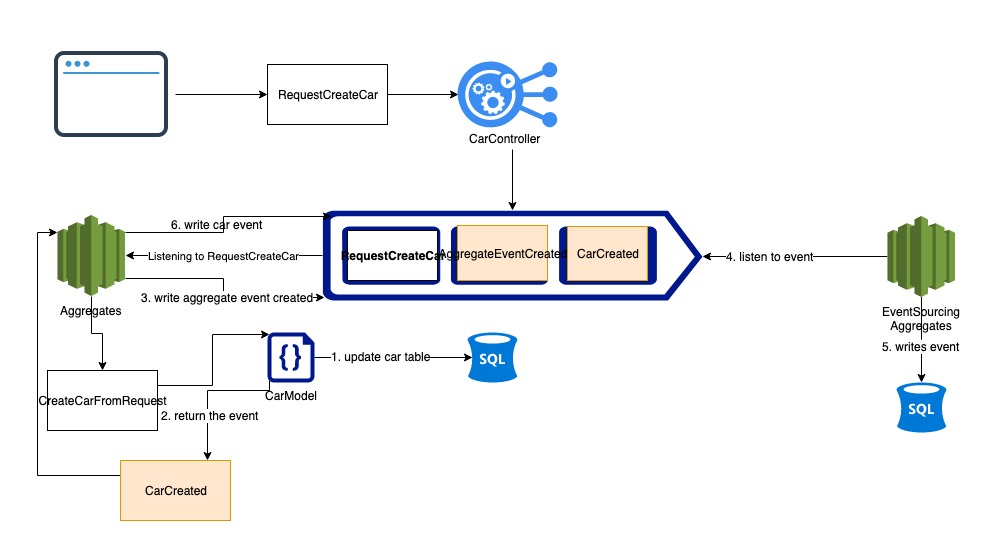 RequestCreateCar
CarController
6. write car event
Listening to RequestCreateCar
3. write aggregate event created
Aggregates
RequestCreateCar
AggregateEventCreated
CarCreated
4. listen to event
EventSourcing
Aggregates
5. writes event
SQL
1. update car table
SQL
CarModel
CreateCarFromRequest
2. return the event
CarCreated